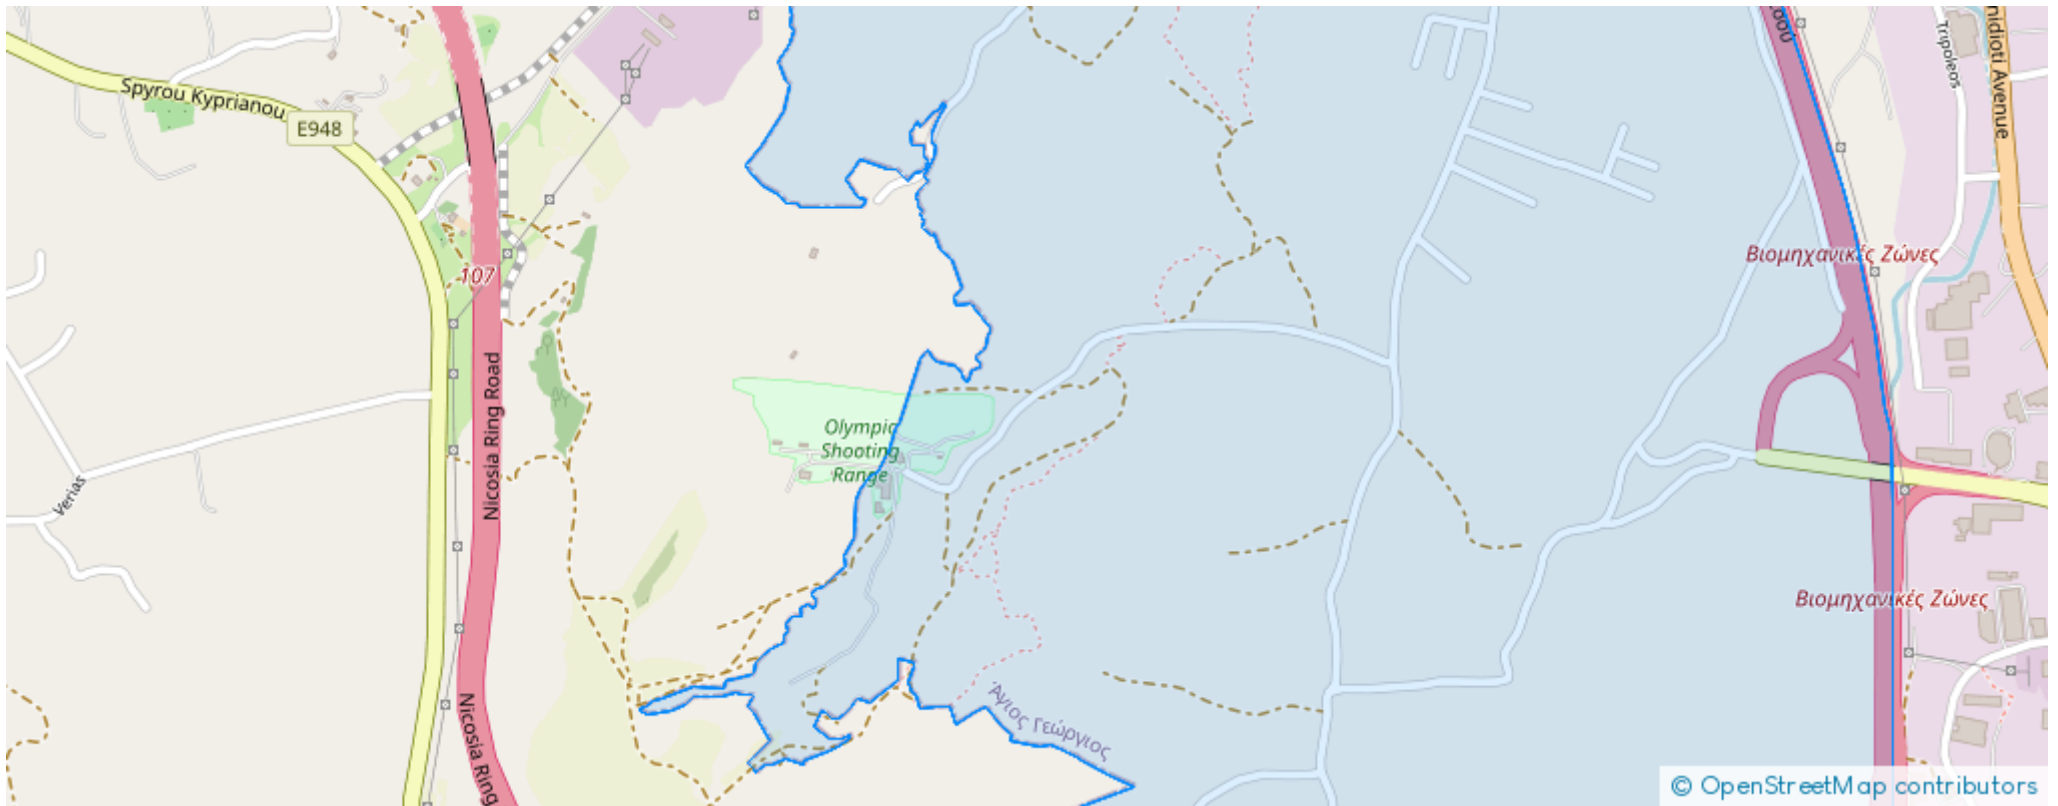 Spyrou Kyprianou
E948
107
Nicosia Ring Road
Nicosia Ring
Verias
Olympic
Shooting
Range
Άγιος Γεώργιος
Tripoleos
nidioti Avenue
Βιομηχανικές Ζώνες
Βιομηχανικές Ζώνες
© OpenStreetMap contributors